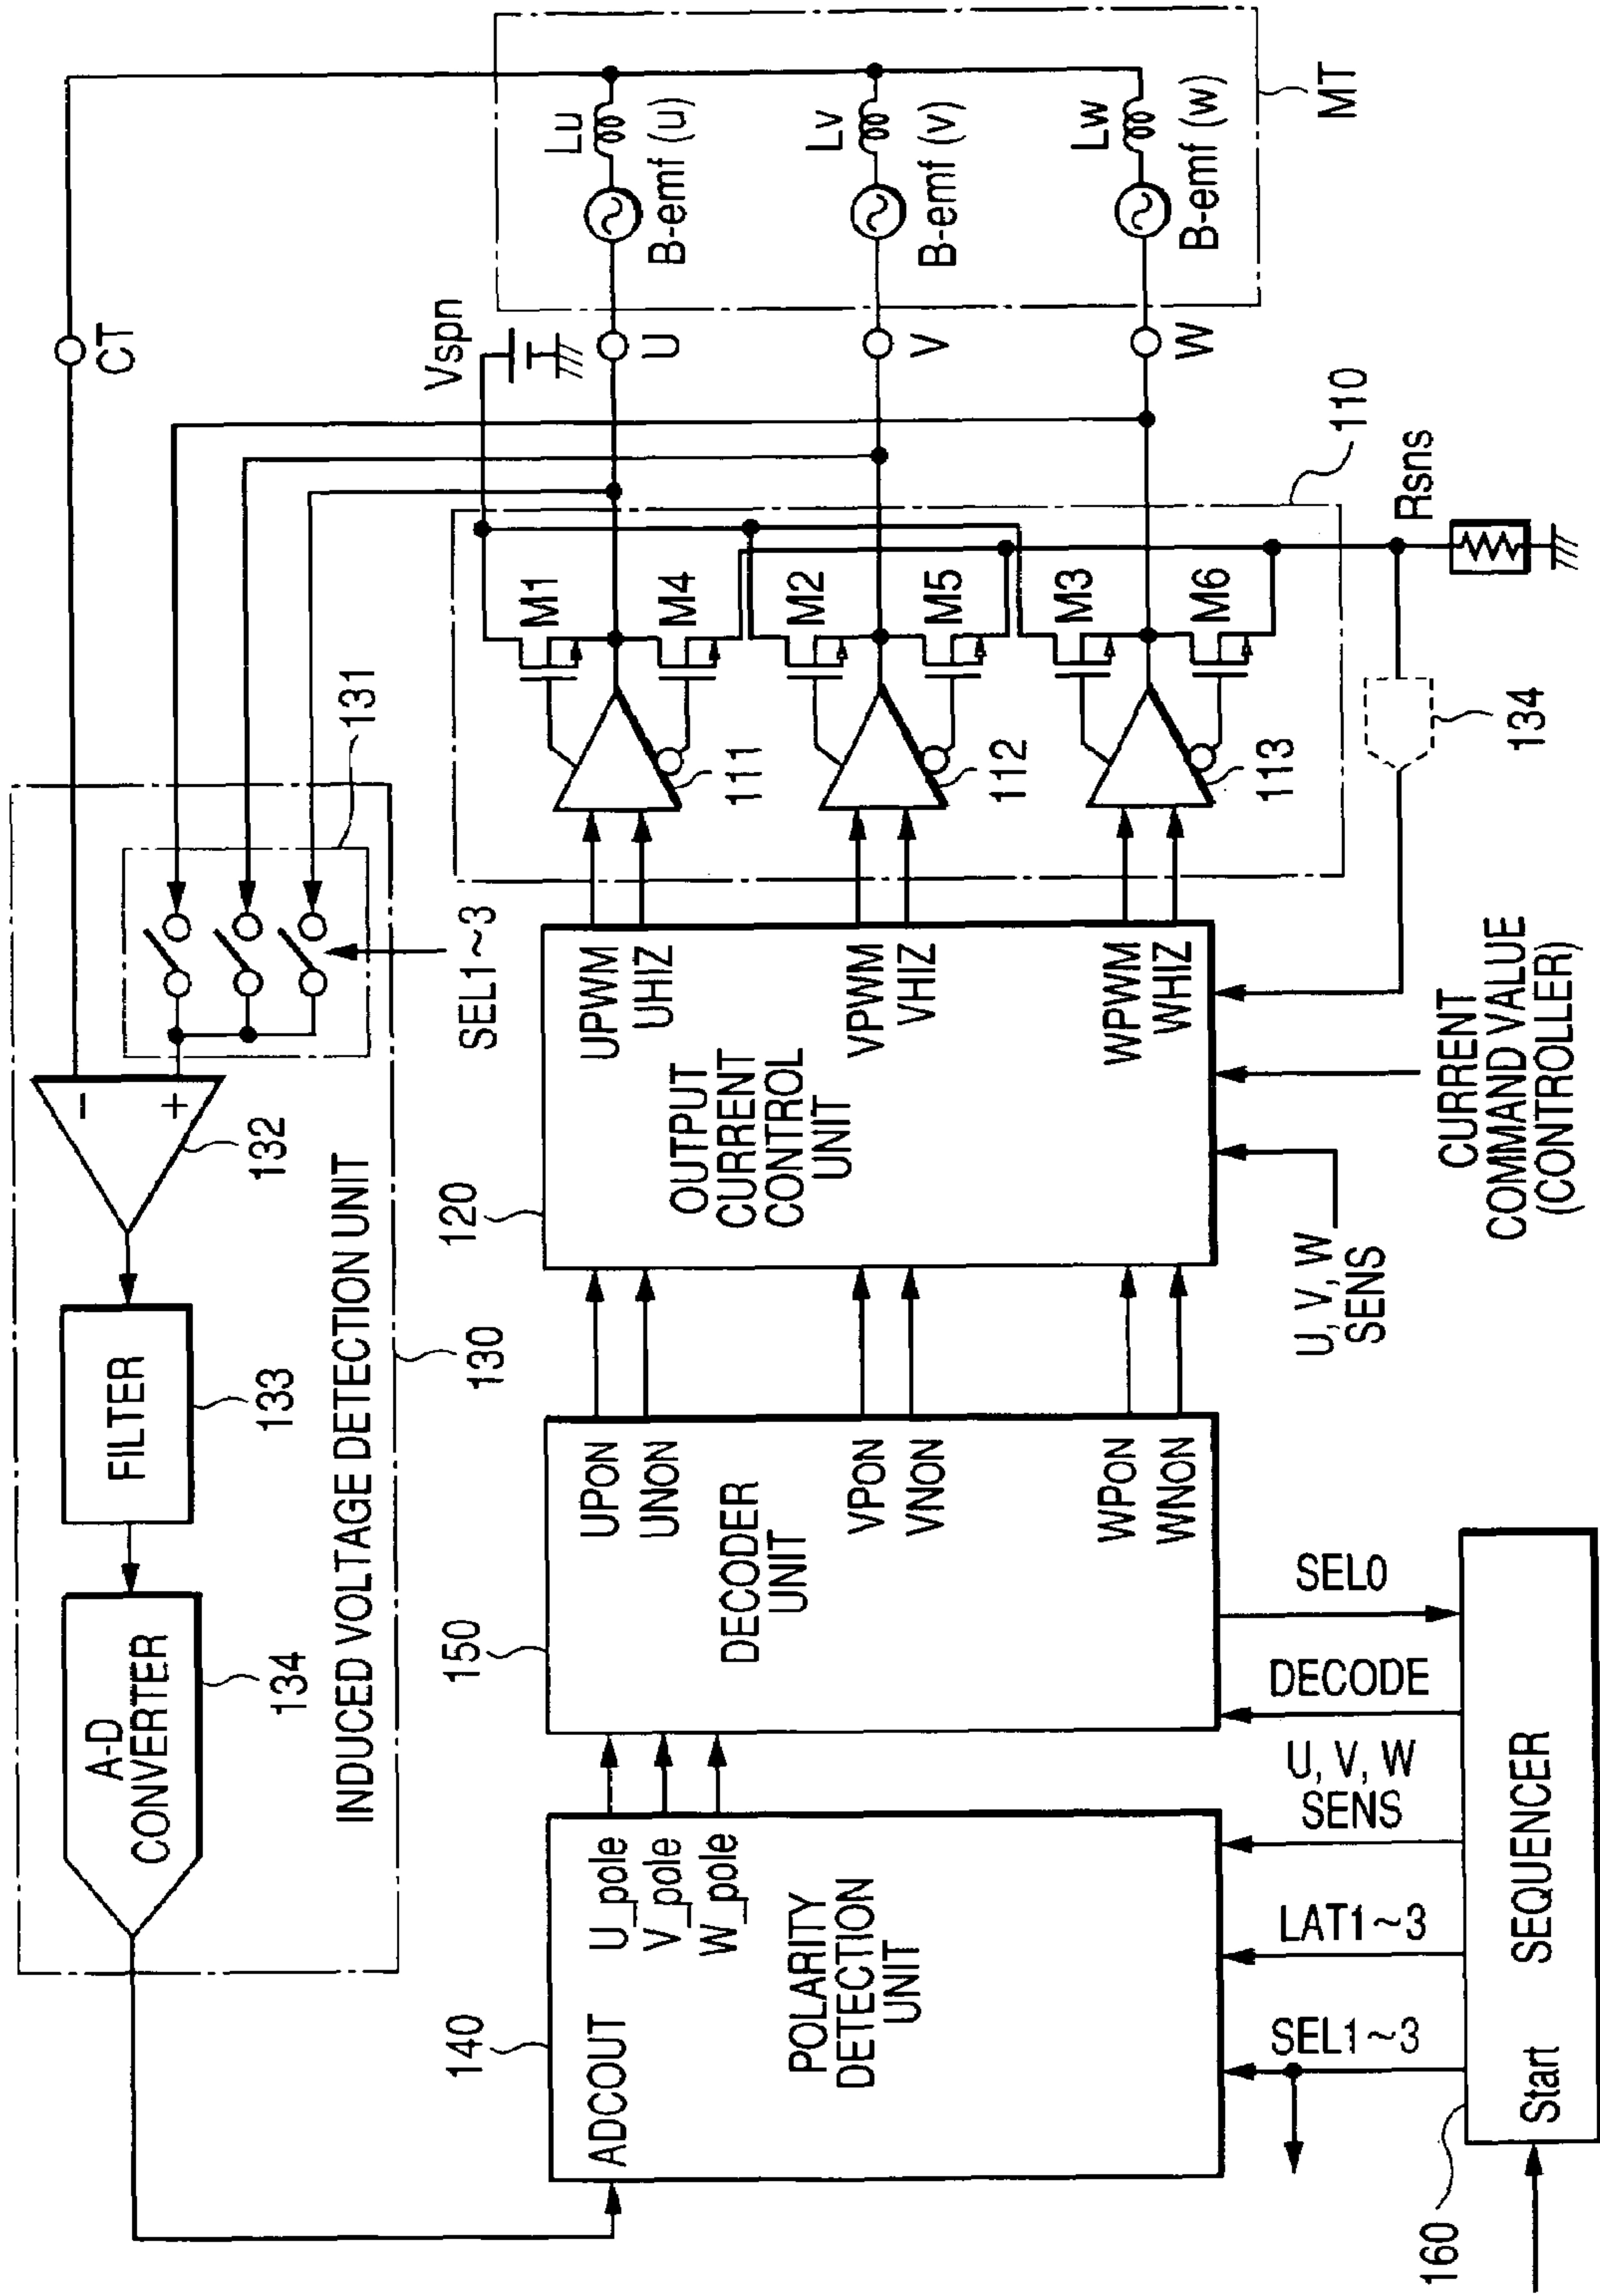 A-D
CONVERTER
134
FILTER
133
132
-
+
INDUCED VOLTAGE DETECTION UNIT
130
131
SEL1~3
CT
Vspn
Lu
B-emf (u)
Lv
B-emf (v)
Lw
B-emf (w)
MT
U
V
W
110
Rsns
M1
M4
M2
M5
M3
M6
111
112
113
134
140
ADCOUT
U_pole
V_pole
W_pole
POLARITY
DETECTION
UNIT
150
DECODER
UNIT
UPON
UNON
VPON
VNON
WPON
WNON
120
OUTPUT
CURRENT
CONTROL
UNIT
UPWM
UHIZ
VPWM
VHIZ
WPWM
WHIZ
SEL1~3
LAT1~3
U, V, W
SENS
DECODE
SEL0
U, V, W
SENS
CURRENT
COMMAND VALUE
(CONTROLLER)
160
Start
SEQUENCER